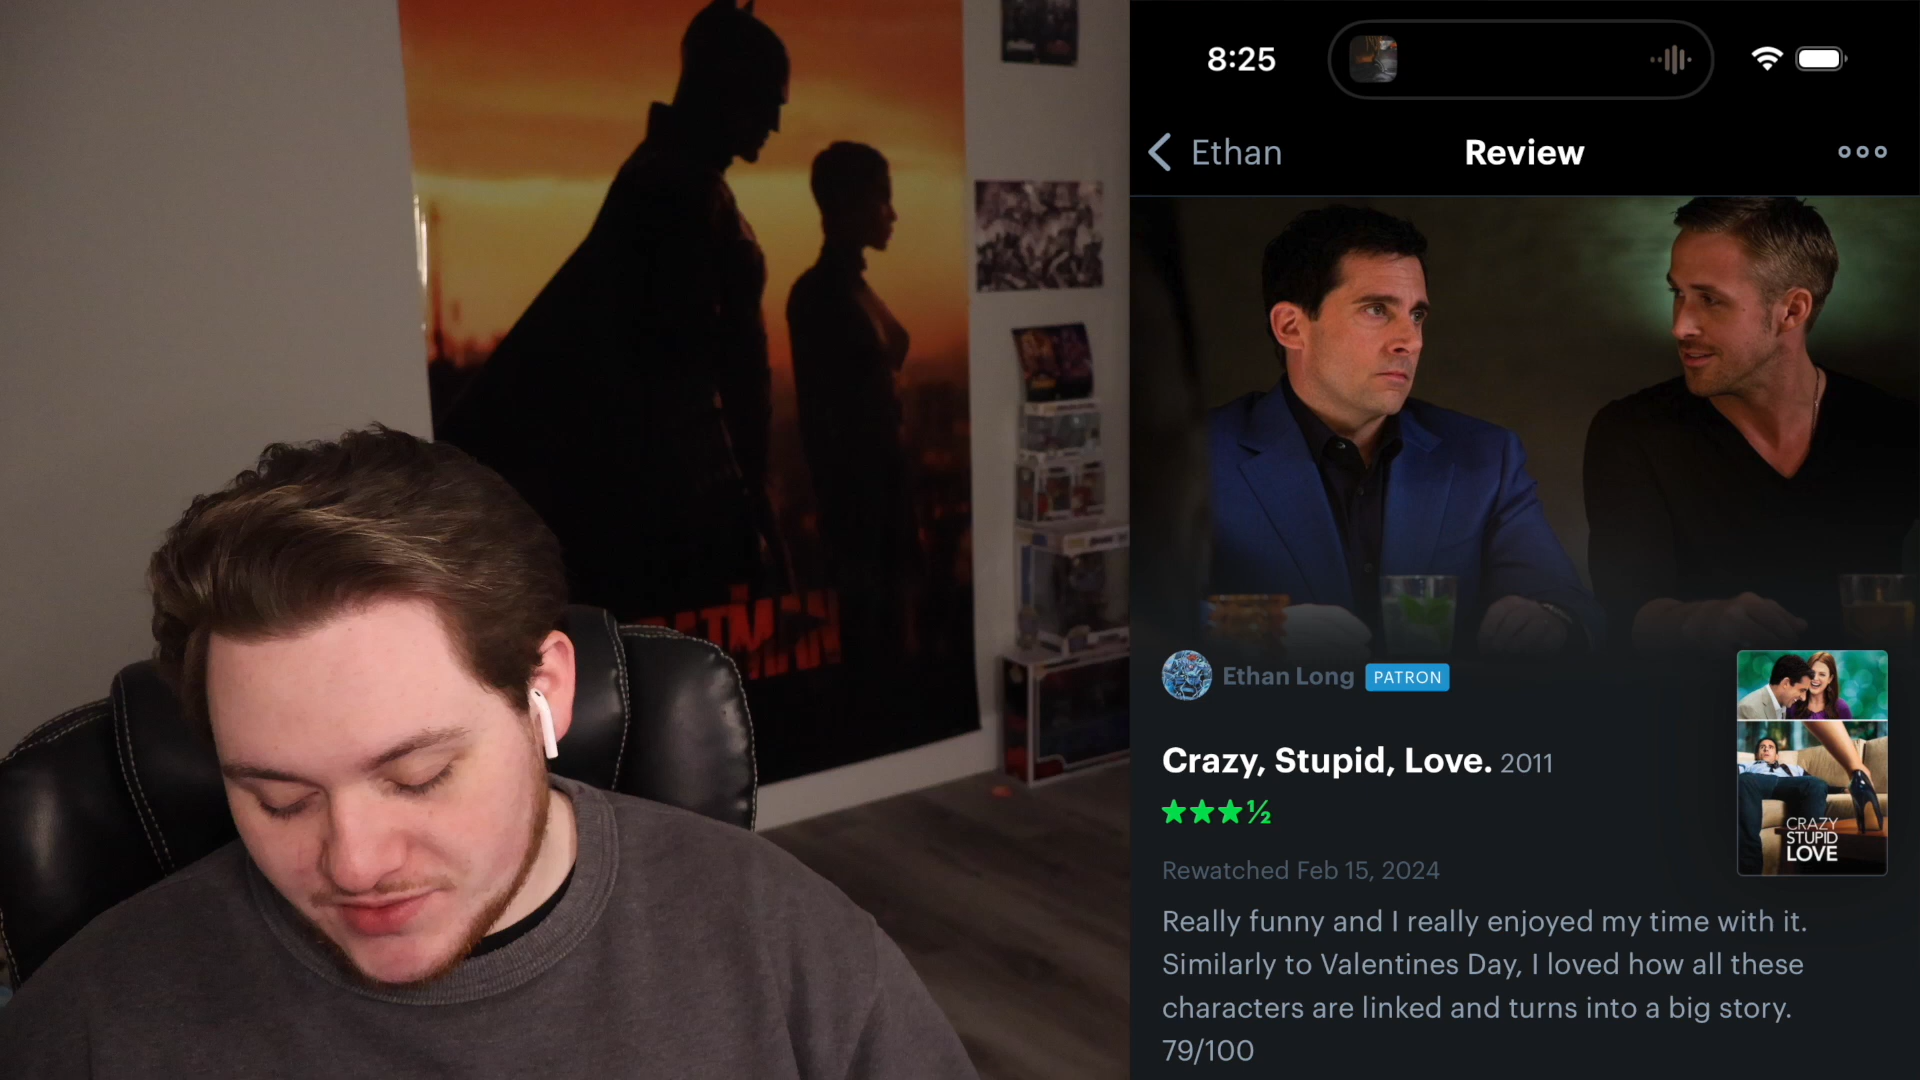 8:25
Ethan
Review
Ethan Long PATRON
Crazy, Stupid, Love. 2011
★★★½
Rewatched Feb 15, 2024
Really funny and I really enjoyed my time with it.
Similarly to Valentines Day, I loved how all these
characters are linked and turns into a big story.
79/100
CRAZY
STUPID
LOVE
BATMAN